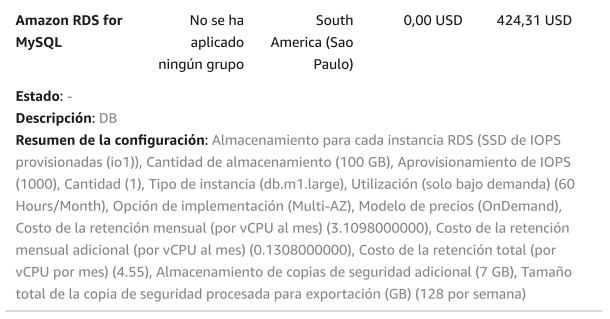 Amazon RDS for MySQL
No se ha aplicado ningún grupo
South America (Sao Paulo)
0,00 USD
424,31 USD
Estado: -
Descripción: DB
Resumen de la configuración: Almacenamiento para cada instancia RDS (SSD de IOPS
provisionadas (io1)), Cantidad de almacenamiento (100 GB), Aprovisionamiento de IOPS
(1000), Cantidad (1), Tipo de instancia (db.m1.large), Utilización (solo bajo demanda) (60
Hours/Month), Opción de implementación (Multi-AZ), Modelo de precios (OnDemand),
Costo de la retención mensual (por vCPU al mes) (3.1098000000), Costo de la retención
mensual adicional (por vCPU al mes) (0.1308000000), Costo de la retención total (por
vCPU por mes) (4.55), Almacenamiento de copias de seguridad adicional (7 GB), Tamaño
total de la copia de seguridad procesada para exportación (GB) (128 por semana)